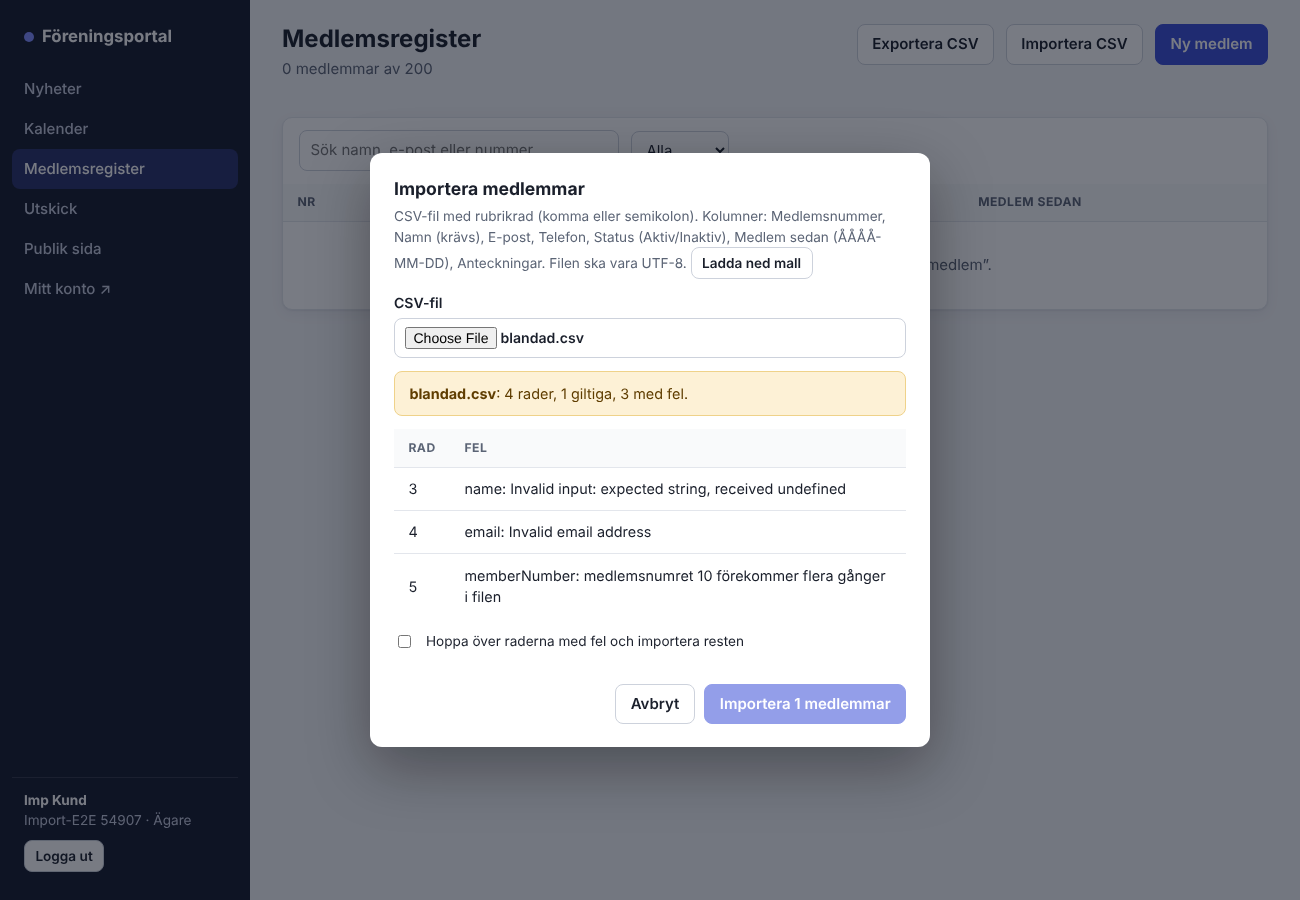 Föreningsportal
Nyheter
Kalender
Medlemsregister
Utskick
Publik sida
Mitt konto ↗
Imp Kund
Import-E2E 54907 · Ägare
Logga ut
Medlemsregister
0 medlemmar av 200
Exportera CSV
Importera CSV
Ny medlem
Sök namn, e-post eller nummer
Alla
NR
MEDLEM SEDAN
medlem”.
Importera medlemmar
CSV-fil med rubrikrad (komma eller semikolon). Kolumner: Medlemsnummer,
Namn (krävs), E-post, Telefon, Status (Aktiv/Inaktiv), Medlem sedan (ÅÅÅÅ-
MM-DD), Anteckningar. Filen ska vara UTF-8. Ladda ned mall
CSV-fil
Choose File blandad.csv
blandad.csv: 4 rader, 1 giltiga, 3 med fel.
RAD FEL
3 name: Invalid input: expected string, received undefined
4 email: Invalid email address
5 memberNumber: medlemsnumret 10 förekommer flera gånger
i filen
Hoppa över raderna med fel och importera resten
Avbryt
Importera 1 medlemmar